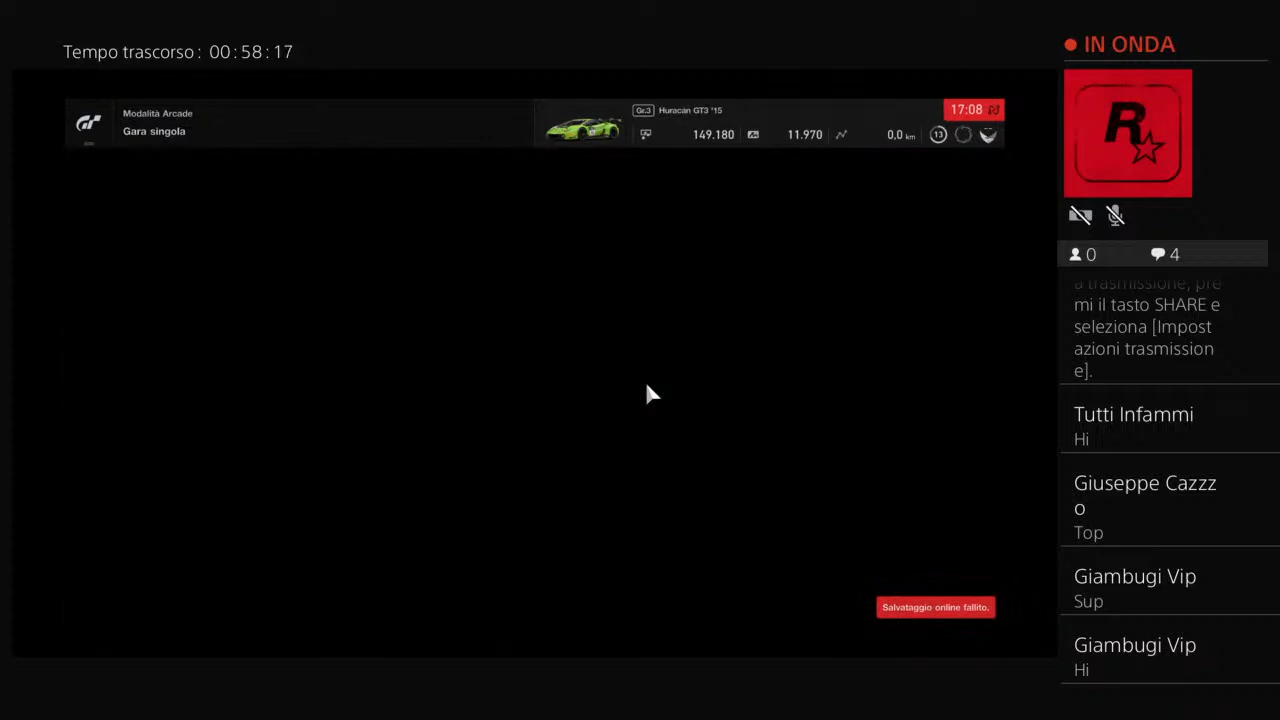 Tempo trascorso: 00:58:17
IN ONDA
Modalità Arcade
Gara singola
Gr.3 Huracán GT3 '15
149.180 11.970 0,0 km 13
17:08
R
0 4
a trasmissione, pre
mi il tasto SHARE e
seleziona [Impost
azioni trasmission
e].
Tutti Infammi
Hi
Giuseppe Cazzz
o
Top
Giambugi Vip
Sup
Giambugi Vip
Hi
Salvataggio online fallito.